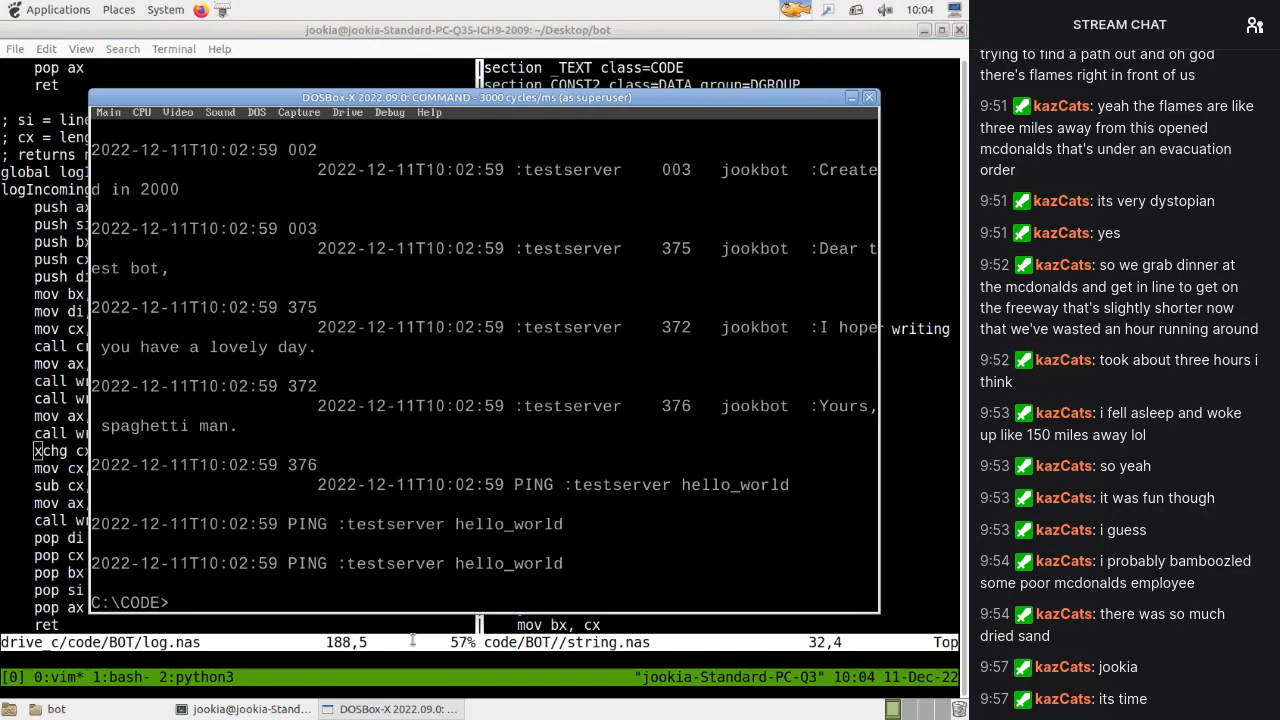 Applications Places System 10:04
jookia@jookia-Standard-PC-Q35-ICH9-2009: ~/Desktop/bot
File Edit View Search Terminal Help
pop ax
ret
; si = line
; cx = leng
; returns
global log
logIncoming
push ax
push si
push bx
push cx
push di
mov bx,
mov di,
mov cx,
call
mov ax,
call
call
mov ax,
call
xchg cx
mov cx,
sub cx,
mov ax,
call
pop di
pop cx
pop bx
pop si
pop ax
ret
section _TEXT class=CODE
section CONST2 class=DATA group=DGROUP
writing
mov bx, cx
DOSBox-X 2022.09.0: COMMAND - 3000 cycles/ms (as superuser)
Main CPU Video Sound DOS Capture Drive Debug Help
2022-12-11T10:02:59 002
2022-12-11T10:02:59 :testserver 003 jookbot :Create
d in 2000
2022-12-11T10:02:59 003
2022-12-11T10:02:59 :testserver 375 jookbot :Dear t
est bot,
2022-12-11T10:02:59 375
2022-12-11T10:02:59 :testserver 372 jookbot :I hope
you have a lovely day.
2022-12-11T10:02:59 372
2022-12-11T10:02:59 :testserver 376 jookbot :Yours,
spaghetti man.
2022-12-11T10:02:59 376
2022-12-11T10:02:59 PING :testserver hello_world
2022-12-11T10:02:59 PING :testserver hello_world
2022-12-11T10:02:59 PING :testserver hello_world
C:\CODE>
drive_c/code/BOT/log.nas 188,5 57% code/BOT//string.nas 32,4 Top
[0] 0:vim* 1:bash- 2:python3 "jookia-Standard-PC-Q3" 10:04 11-Dec-22
bot jookia@jookia-Stand... DOSBox-X 2022.09.0: ...
STREAM CHAT
trying to find a path out and oh god
there's flames right in front of us
9:51 kazCats: yeah the flames are like
three miles away from this opened
mcdonalds that's under an evacuation
order
9:51 kazCats: its very dystopian
9:51 kazCats: yes
9:52 kazCats: so we grab dinner at
the mcdonalds and get in line to get on
the freeway that's slightly shorter now
that we've wasted an hour running around
9:52 kazCats: took about three hours i
think
9:53 kazCats: i fell asleep and woke
up like 150 miles away lol
9:53 kazCats: so yeah
9:53 kazCats: it was fun though
9:53 kazCats: i guess
9:54 kazCats: i probably bamboozled
some poor mcdonalds employee
9:54 kazCats: there was so much
dried sand
9:57 kazCats: jookia
9:57 kazCats: its time